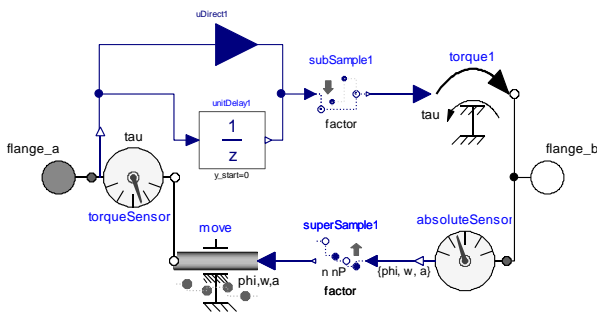 uDirect1
subSample1
torque1
unitDelay1
1
z
factor
tau
tau
flange_a
flange_b
y_start=0
torqueSensor
move
superSample1
absoluteSensor
n nP
phi,w,a
{phi, w, a}
factor